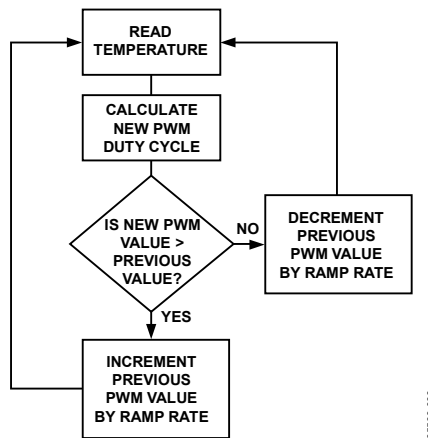 READ
TEMPERATURE
CALCULATE
NEW PWM
DUTY CYCLE
IS NEW PWM
VALUE >
PREVIOUS
VALUE?
NO
DECREMENT
PREVIOUS
PWM VALUE
BY RAMP RATE
YES
INCREMENT
PREVIOUS
PWM VALUE
BY RAMP RATE